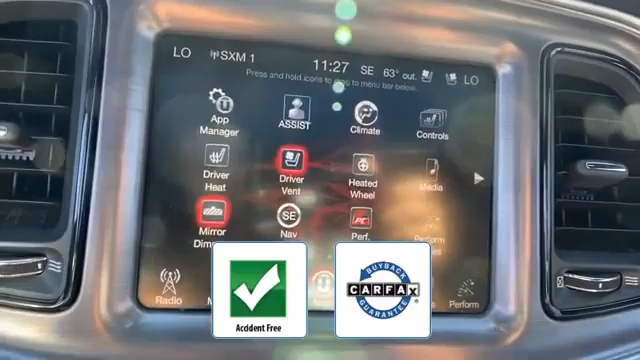 LO SXM 1 11:27 SE 63° out. LO
Press and hold icons to drag to menu bar below.
App Manager
ASSIST
Climate
Controls
Driver Heat
Driver Vent
Heated Wheel
Media
Mirror
SE
Nav
Perf.
Perform
Radio
Perform
Accident Free
BUYBACK
CARFAX
GUARANTEE